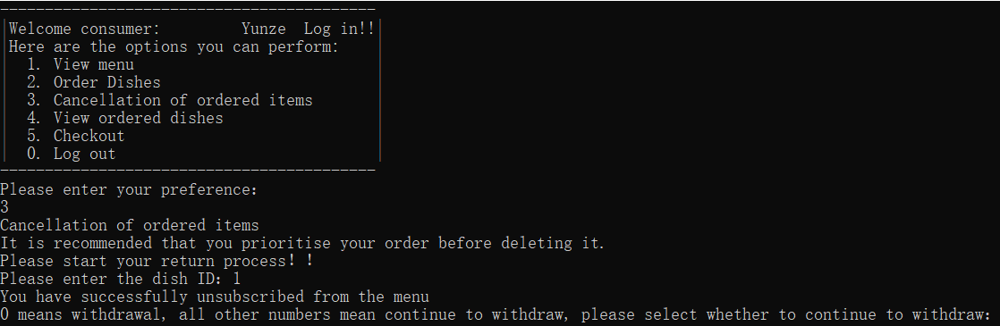 Welcome consumer: Yunze Log in!!
Here are the options you can perform:
1. View menu
2. Order Dishes
3. Cancellation of ordered items
4. View ordered dishes
5. Checkout
0. Log out
Please enter your preference:
3
Cancellation of ordered items
It is recommended that you prioritise your order before deleting it.
Please start your return process！！
Please enter the dish ID：1
You have successfully unsubscribed from the menu
0 means withdrawal, all other numbers mean continue to withdraw, please select whether to continue to withdraw: